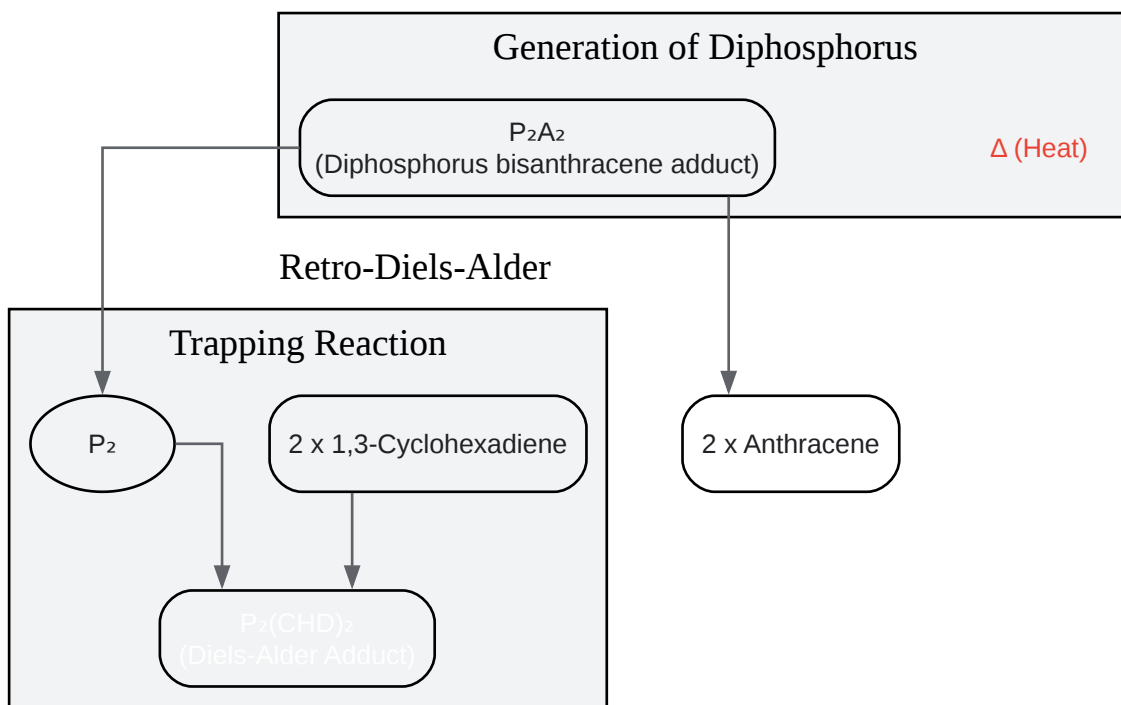 Generation of Diphosphorus
P₂A₂
(Diphosphorus bisanthracene adduct)
Δ (Heat)
Retro-Diels-Alder
Trapping Reaction
P₂
2 x 1,3-Cyclohexadiene
2 x Anthracene
P₂(CHD)₂
(Diels-Alder Adduct)